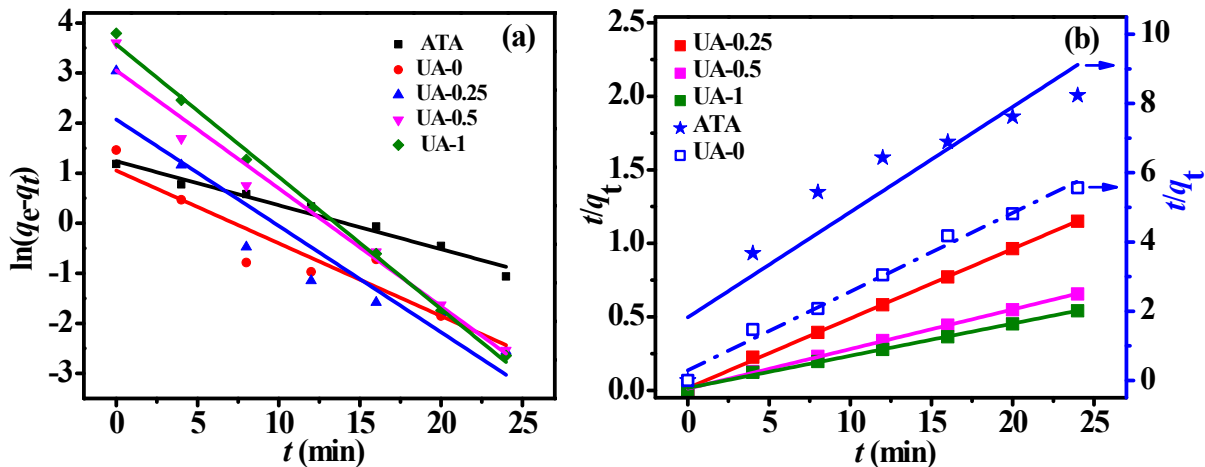 (a)
ATA
UA-0
UA-0.25
UA-0.5
UA-1
ln(qe-qt)
4
3
2
1
0
-1
-2
-3
0 5 10 15 20 25
t (min)
(b)
UA-0.25
UA-0.5
UA-1
ATA
UA-0
t/qt
2.5
2.0
1.5
1.0
0.5
0.0
0 5 10 15 20 25
t (min)
10
8
6
4
2
0
t/qt